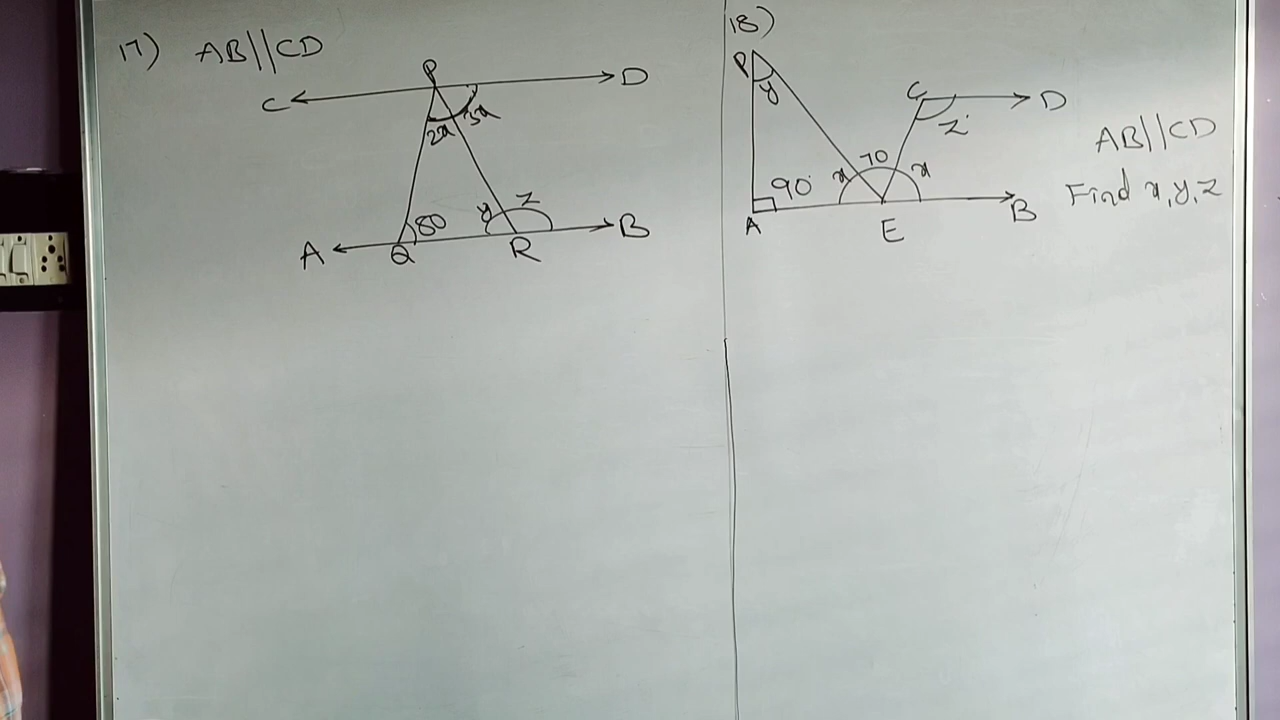 17) AB//CD
P
C
D
2x
3x
80
y
z
A
Q
R
B
18)
P
y
C
D
z°
70
x
x
90°
A
E
B
AB//CD
Find x,y,z